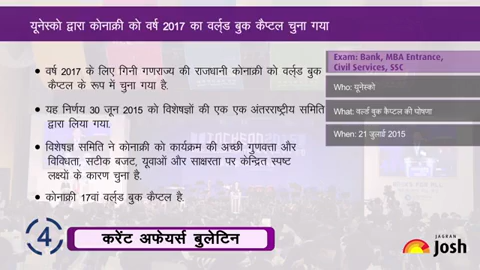 यूनेस्को द्वारा कोनाक्री को वर्ष 2017 का वर्ल्ड बुक कैप्टल चुना गया
वर्ष 2017 के लिए गिनी गणराज्य की राजधानी कोनाक्री को वर्ल्ड बुक
कैप्टल के रूप में चुना गया है.
यह निर्णय 30 जून 2015 को विशेषज्ञों की एक एक अंतरराष्ट्रीय समिति
द्वारा लिया गया.
विशेषज्ञ समिति ने कोनाक्री को कार्यक्रम की अच्छी गुणवत्ता और
विविधता, सटीक बजट, यूवाओं और साक्षरता पर केन्द्रित स्पष्ट
लक्ष्यों के कारण चुना है.
कोनाक्री 17वां वर्ल्ड बुक कैप्टल है.
Exam: Bank, MBA Entrance,
Civil Services, SSC
Who: यूनेस्को
What: वर्ल्ड बुक कैप्टल की घोषणा
When: 21 जुलाई 2015
4
करेंट अफेयर्स बुलेटिन
JAGRAN
Josh